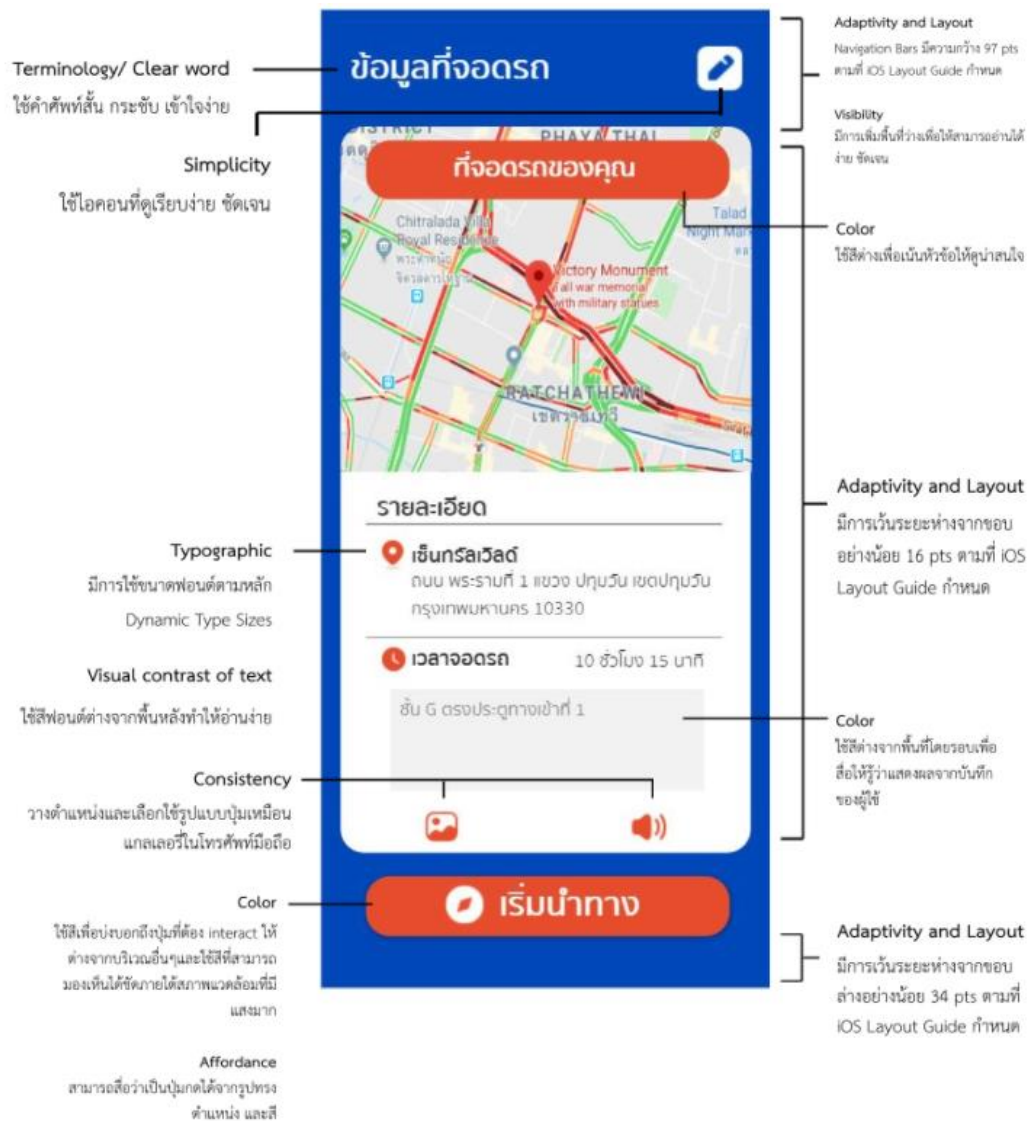 Terminology/ Clear word
ใช้คำศัพท์สั้น กระชับ เข้าใจง่าย
Simplicity
ใช้ไอคอนที่ดูเรียบง่าย ชัดเจน
Typographic
มีการใช้ขนาดฟอนต์ตามหลัก
Dynamic Type Sizes
Visual contrast of text
ใช้สีฟอนต์ต่างจากพื้นหลังทำให้อ่านง่าย
Consistency
วางตำแหน่งและเลือกใช้รูปแบบปุ่มเหมือน
แกลเลอรี่ในโทรศัพท์มือถือ
Color
ใช้สีเพื่อบ่งบอกถึงปุ่มที่ต้อง interact ให้
ต่างจากบริเวณอื่นๆและใช้สีที่สามารถ
มองเห็นได้ชัดภายใต้สภาพแวดล้อมที่มี
แสงมาก
Affordance
สามารถสื่อว่าเป็นปุ่มกดได้จากรูปทรง
ตำแหน่ง และสี
ข้อมูลที่จอดรถ
DISTRICT
PHAYA THAI
ที่จอดรถของคุณ
Chitralada Villa
Royal Residence
Talad
Night Mar
Victory Monument
Tall war memorial
with military statues
RATCHATHEWI
เขตราชเทวี
รายละเอียด
เซ็นทรัลเวิลด์
ถนน พระรามที่ 1 แขวง ปทุมวัน เขตปทุมวัน
กรุงเทพมหานคร 10330
เวลาจอดรถ 10 ชั่วโมง 15 นาที
ชั้น G ตรงประตูทางเข้าที่ 1
เริ่มนำทาง
Adaptivity and Layout
Navigation Bars มีความกว้าง 97 pts
ตามที่ iOS Layout Guide กำหนด
Visibility
มีการเพิ่มพื้นที่ว่างเพื่อให้สามารถอ่านได้
ง่าย ชัดเจน
Color
ใช้สีต่างเพื่อเน้นหัวข้อให้ดูน่าสนใจ
Adaptivity and Layout
มีการเว้นระยะห่างจากขอบ
อย่างน้อย 16 pts ตามที่ iOS
Layout Guide กำหนด
Color
ใช้สีต่างจากพื้นที่โดยรอบเพื่อ
สื่อให้รู้ว่าแสดงผลจากบันทึก
ของผู้ใช้
Adaptivity and Layout
มีการเว้นระยะห่างจากขอบ
ล่างอย่างน้อย 34 pts ตามที่
iOS Layout Guide กำหนด